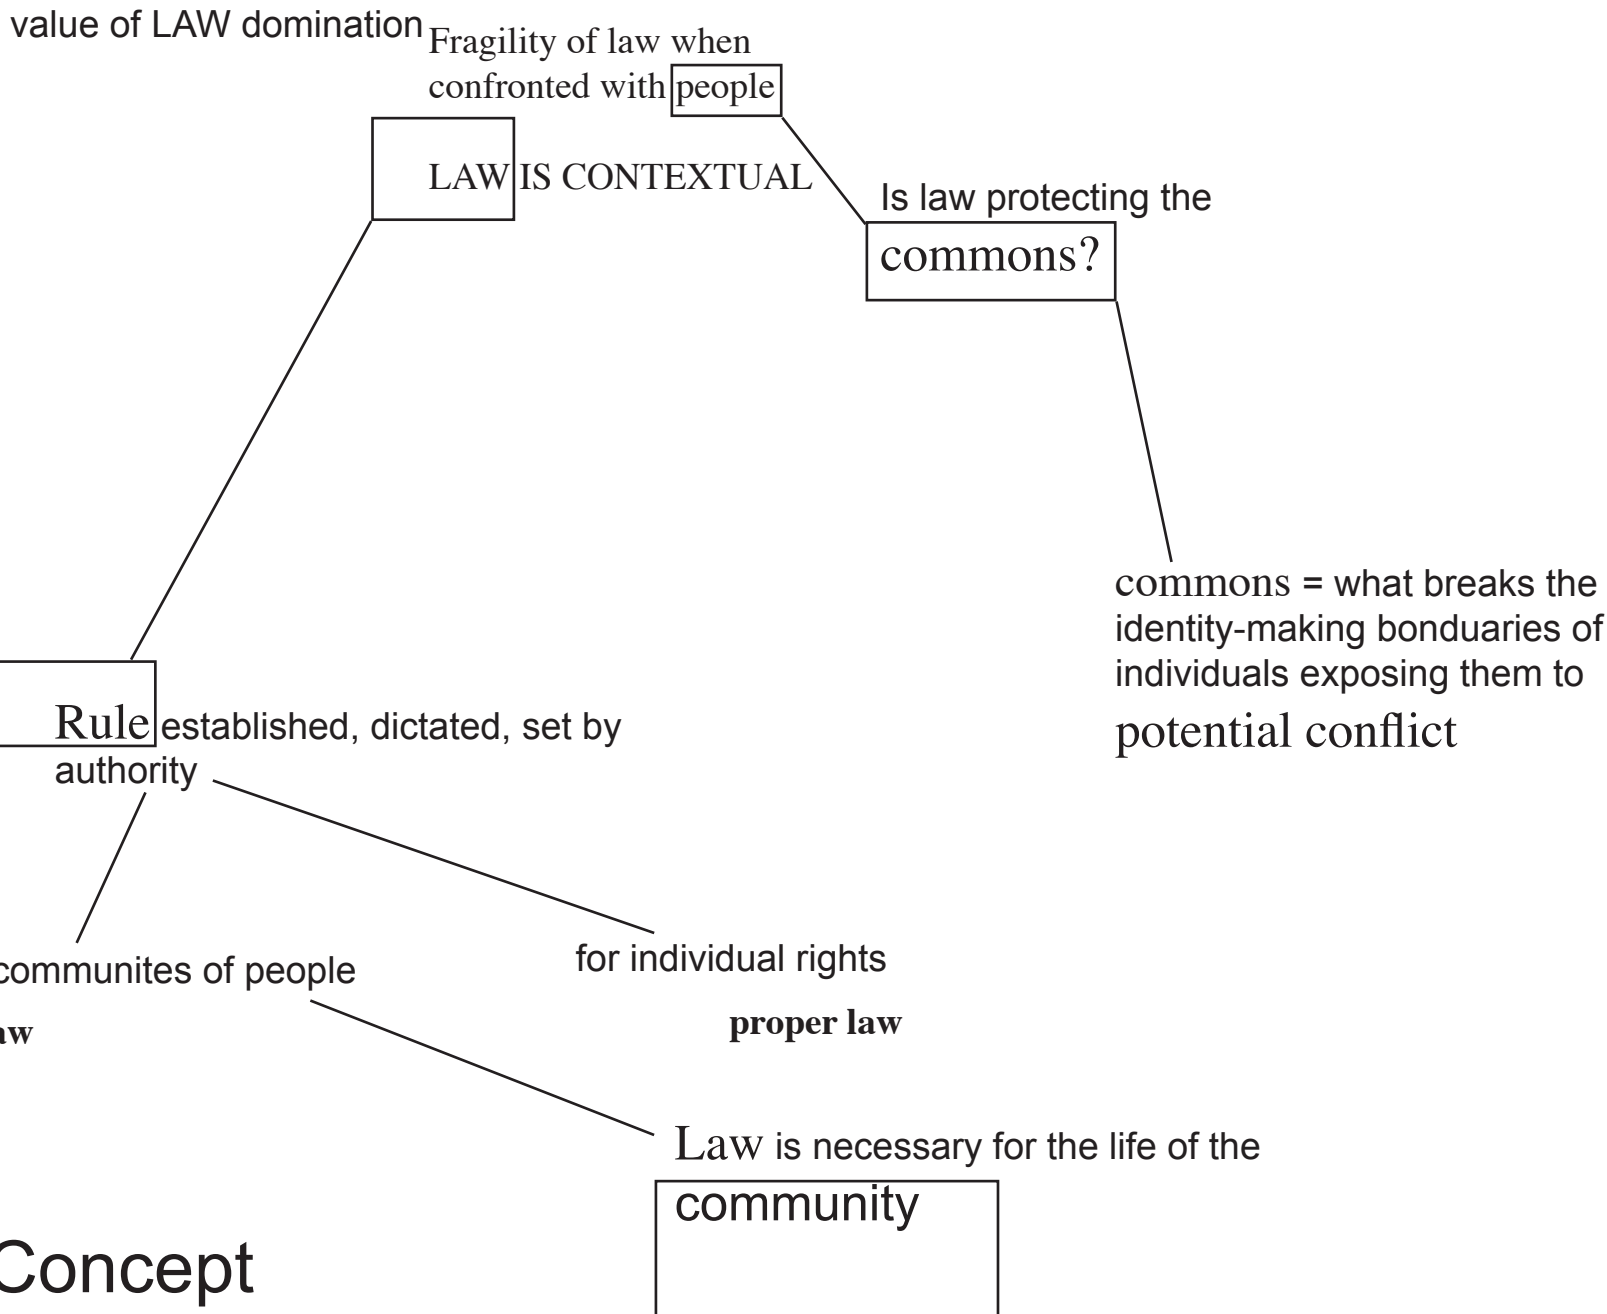 value of LAW domination
Fragility of law when
confronted with people
LAW IS CONTEXTUAL
Is law protecting the
commons?
commons = what breaks the
identity-making bonduaries of
individuals exposing them to
potential conflict
Rule established, dictated, set by
authority
communites of people
for individual rights
proper law
Law is necessary for the life of the
community
Concept